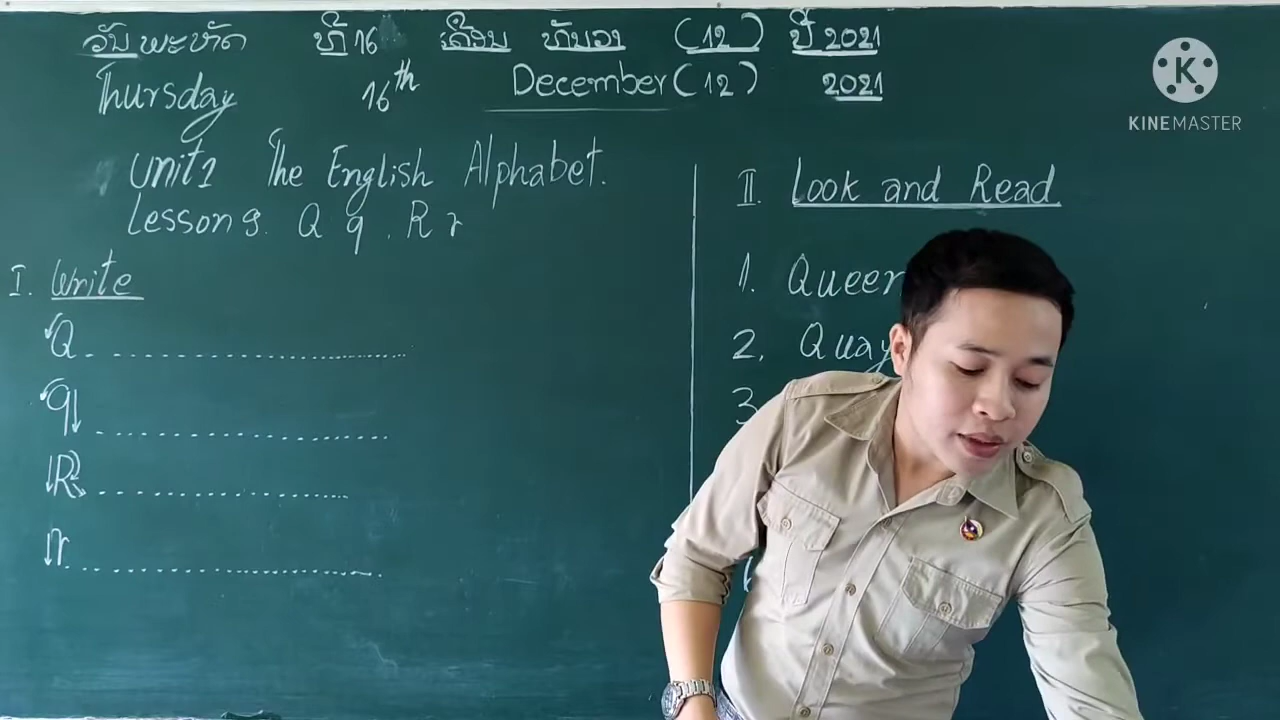 ວັນພະຫັດ ທີ 16 ເດືອນ ທັນວາ (12) ປີ 2021
Thursday 16th December (12) 2021
Unit 1 The English Alphabet.
Lesson 9. Q q , R r
I. Write
Q
q
R
r
II. Look and Read
1. Queen
2. Quay
3
K
KINEMASTER